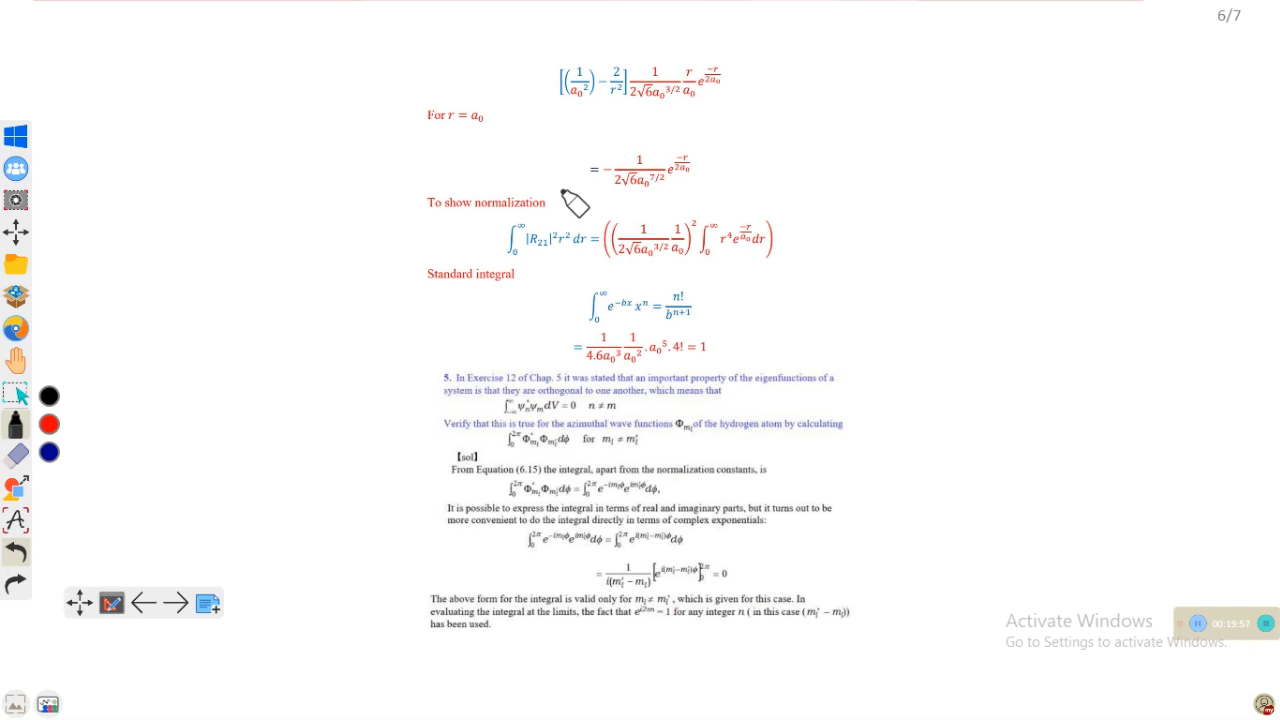 6/7
[(1/a₀²) − 2/r²] 1/(2√6a₀^(3/2)) r/a₀ e^(−r/2a₀)
For r = a₀
= − 1/(2√6a₀^(7/2)) e^(−r/2a₀)
To show normalization
∫₀^∞ |R₂₁|²r² dr = ((1/(2√6a₀^(3/2)) 1/a₀)² ∫₀^∞ r⁴e^(−r/a₀)dr)
Standard integral
∫₀^∞ e^(−bx) xⁿ = n!/b^(n+1)
= 1/(4.6a₀³) 1/a₀² . a₀⁵. 4! = 1
5. In Exercise 12 of Chap. 5 it was stated that an important property of the eigenfunctions of a
system is that they are orthogonal to one another, which means that
∫₋∞^∞ ψₙ*ψₘ dV = 0 n ≠ m
Verify that this is true for the azimuthal wave functions Φ_(m_l) of the hydrogen atom by calculating
∫₀^(2π) Φ*_(m_l) Φ_(m_l') dϕ for m_l ≠ m_l'
【sol】
From Equation (6.15) the integral, apart from the normalization constants, is
∫₀^(2π) Φ*_(m_l) Φ_(m_l') dϕ = ∫₀^(2π) e^(−im_lϕ) e^(im_l'ϕ) dϕ,
It is possible to express the integral in terms of real and imaginary parts, but it turns out to be
more convenient to do the integral directly in terms of complex exponentials:
∫₀^(2π) e^(−im_lϕ) e^(im_l'ϕ) dϕ = ∫₀^(2π) e^(i(m_l'−m_l)ϕ) dϕ
= 1/(i(m_l' − m_l)) [e^(i(m_l'−m_l)ϕ)]₀^(2π) = 0
The above form for the integral is valid only for m_l ≠ m_l', which is given for this case. In
evaluating the integral at the limits, the fact that e^(i2πn) = 1 for any integer n ( in this case (m_l' − m_l))
has been used.
Activate Windows
Go to Settings to activate Windows.
00:19:57